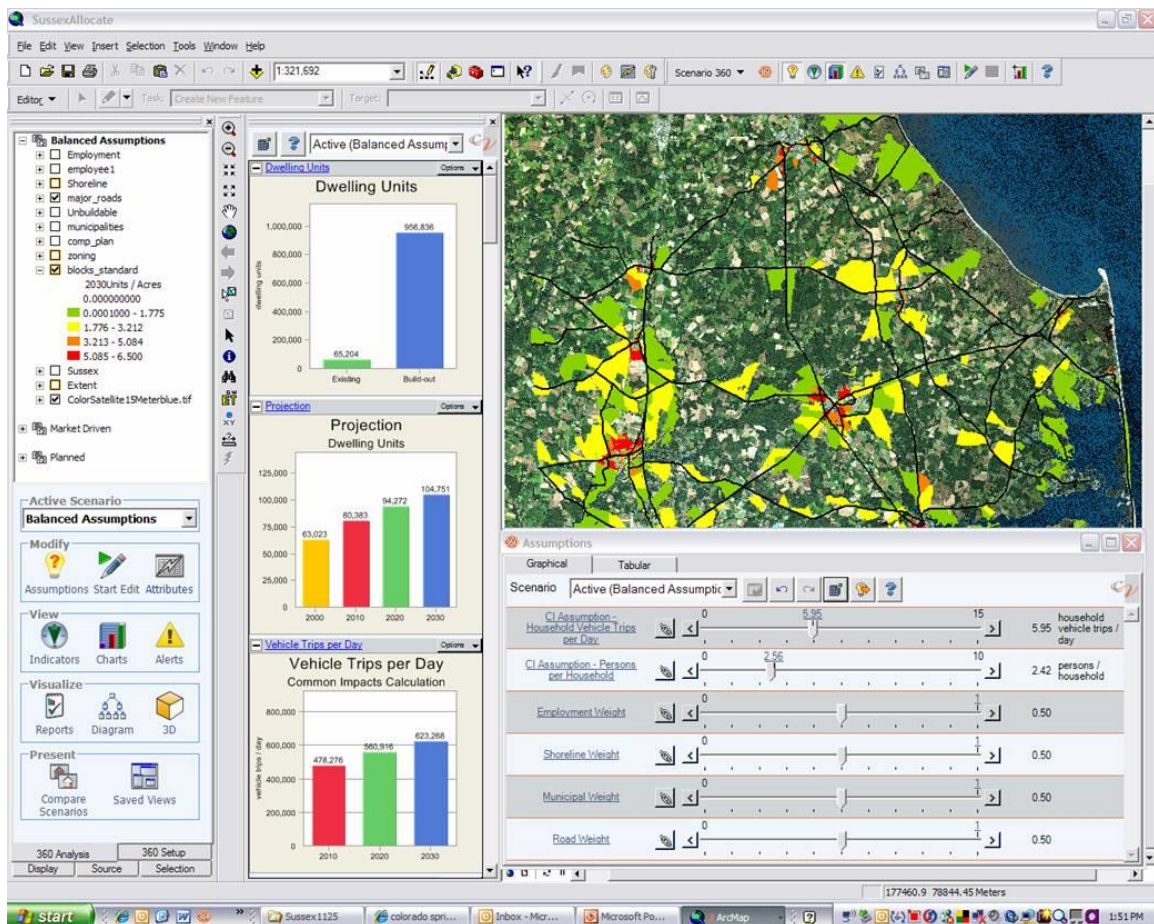 SussexAllocate
File Edit View Insert Selection Tools Window Help
1:321,692
Scenario 360
Editor
Task: Create New Feature
Target:
Balanced Assumptions
Employment
employee1
Shoreline
major_roads
Unbuildable
municipalities
comp_plan
zoning
blocks_standard
2030Units / Acres
0.000000000
0.0001000 - 1.775
1.776 - 3.212
3.213 - 5.084
5.085 - 6.500
Sussex
Extent
ColorSatellite15Meterblue.tif
Market Driven
Planned
Active Scenario
Balanced Assumptions
Modify
Assumptions Start Edit Attributes
View
Indicators Charts Alerts
Visualize
Reports Diagram 3D
Present
Compare Scenarios
Saved Views
360 Analysis 360 Setup
Display Source Selection
ET
XY
Active (Balanced Assum
Dwelling Units Options
Dwelling Units
dwelling units
1,000,000
800,000
600,000
400,000
200,000
0
65,204
956,836
Existing Build-out
Projection Options
Projection
Dwelling Units
125,000
100,000
75,000
50,000
25,000
0
63,023
80,383
94,272
104,751
2000 2010 2020 2030
Vehicle Trips per Day Options
Vehicle Trips per Day
Common Impacts Calculation
vehicle trips / day
800,000
600,000
400,000
200,000
0
478,276
560,916
623,268
2010 2020 2030
Assumptions
Graphical Tabular
Scenario Active (Balanced Assumptic
CI Assumption -
Household Vehicle Trips
per Day
0 5.95 15
5.95
household
vehicle trips /
day
CI Assumption - Persons
per Household
0 2.56 10
2.42
persons /
household
Employment Weight 0 1 0.50
Shoreline Weight 0 1 0.50
Municipal Weight 0 1 0.50
Road Weight 0 1 0.50
177460.9 78844.45 Meters
start
Sussex1125
colorado spri...
Inbox - Micr...
Microsoft Po...
ArcMap
1:51PM